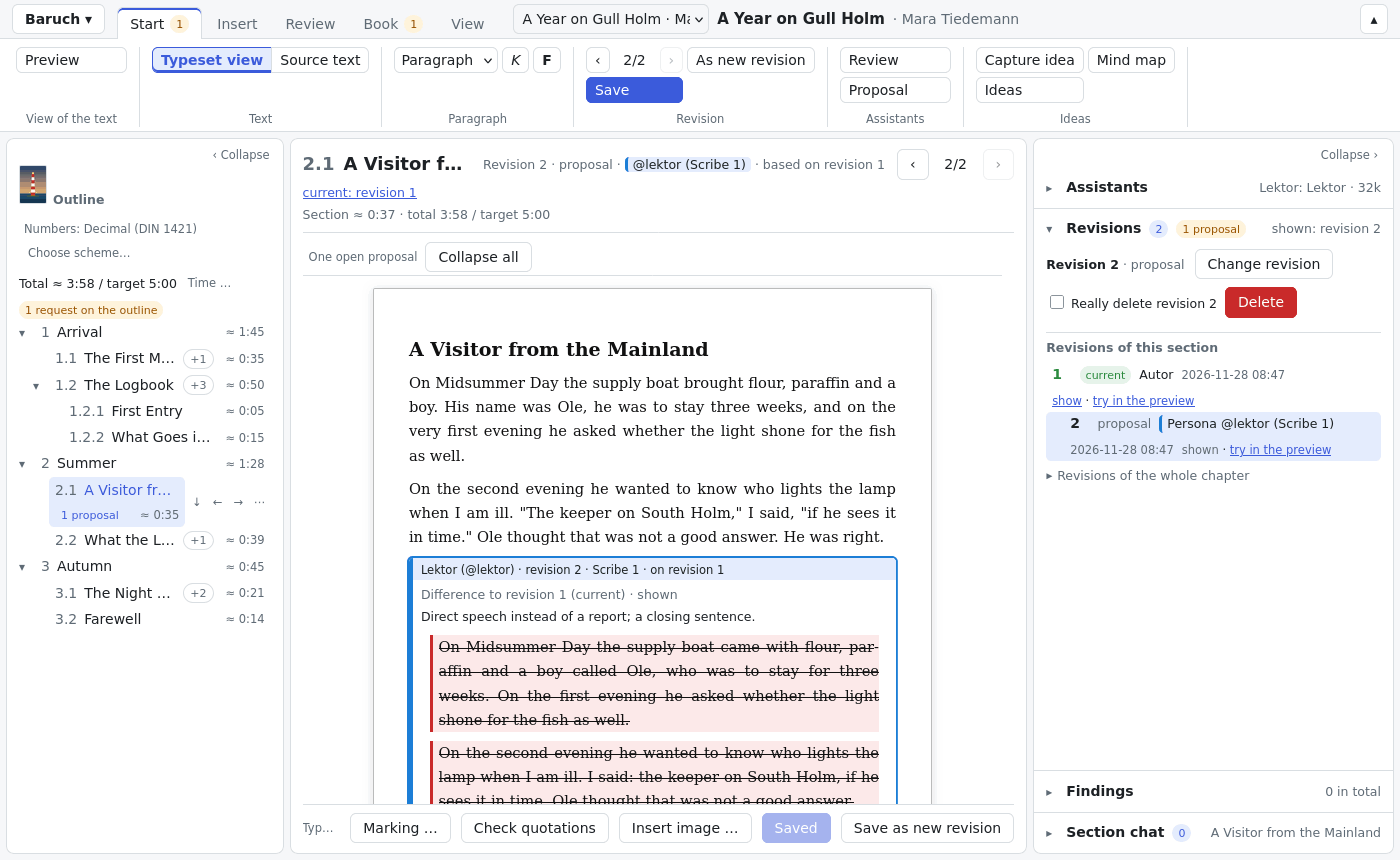 Baruch ▾
Start 1
Insert
Review
Book 1
View
A Year on Gull Holm · Ma
A Year on Gull Holm · Mara Tiedemann
▴
Preview
View of the text
Typeset view
Source text
Text
Paragraph
K
F
Paragraph
‹
2/2
›
As new revision
Save
Revision
Review
Proposal
Assistants
Capture idea
Mind map
Ideas
Ideas
‹ Collapse
Outline
Numbers: Decimal (DIN 1421)
Choose scheme…
Total ≈ 3:58 / target 5:00 Time …
1 request on the outline
▾ 1 Arrival ≈ 1:45
1.1 The First M… +1 ≈ 0:35
▾ 1.2 The Logbook +3 ≈ 0:50
1.2.1 First Entry ≈ 0:05
1.2.2 What Goes i… ≈ 0:15
▾ 2 Summer ≈ 1:28
2.1 A Visitor fr…
1 proposal ≈ 0:35
↓ ← → ···
2.2 What the L… +1 ≈ 0:39
▾ 3 Autumn ≈ 0:45
3.1 The Night … +2 ≈ 0:21
3.2 Farewell ≈ 0:14
2.1 A Visitor f… Revision 2 · proposal · @lektor (Scribe 1) · based on revision 1
‹ 2/2 ›
current: revision 1
Section ≈ 0:37 · total 3:58 / target 5:00
One open proposal Collapse all
A Visitor from the Mainland
On Midsummer Day the supply boat brought flour, paraffin and a
boy. His name was Ole, he was to stay three weeks, and on the
very first evening he asked whether the light shone for the fish
as well.
On the second evening he wanted to know who lights the lamp
when I am ill. "The keeper on South Holm," I said, "if he sees it
in time." Ole thought that was not a good answer. He was right.
Lektor (@lektor) · revision 2 · Scribe 1 · on revision 1
Difference to revision 1 (current) · shown
Direct speech instead of a report; a closing sentence.
On Midsummer Day the supply boat came with flour, par-
affin and a boy called Ole, who was to stay for three
weeks. On the first evening he asked whether the light
shone for the fish as well.
On the second evening he wanted to know who lights the
lamp when I am ill. I said: the keeper on South Holm, if he
sees it in time. Ole thought that was not a good answer.
Typ… Marking … Check quotations Insert image … Saved Save as new revision
Collapse ›
▸ Assistants Lektor: Lektor · 32k
▾ Revisions 2 1 proposal shown: revision 2
Revision 2 · proposal Change revision
Really delete revision 2 Delete
Revisions of this section
1 current Autor 2026-11-28 08:47
show · try in the preview
2 proposal Persona @lektor (Scribe 1)
2026-11-28 08:47 shown · try in the preview
▸ Revisions of the whole chapter
▸ Findings 0 in total
▸ Section chat 0 A Visitor from the Mainland